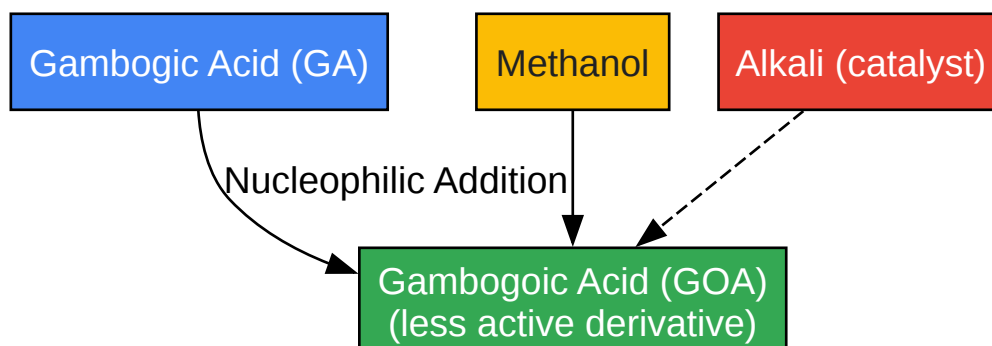 Gambogic Acid (GA)
Methanol
Alkali (catalyst)
Nucleophilic Addition
Gambogoic Acid (GOA)
(less active derivative)